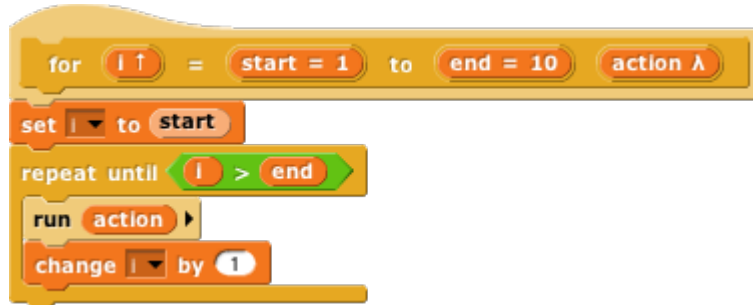 for i ↑ = start = 1 to end = 10 action λ
set i to start
repeat until i > end
run action
change i by 1